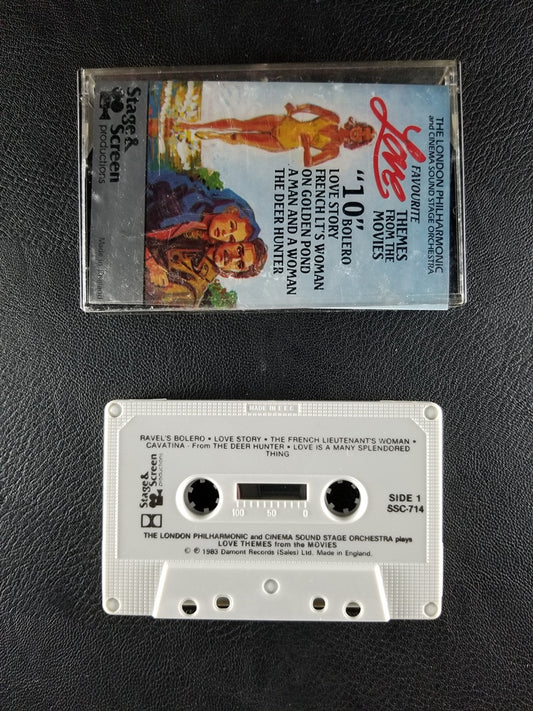 THE LONDON PHILHARMONIC
and CINEMA SOUND STAGE ORCHESTRA
FAVOURITE
Love THEMES
FROM THE
MOVIES
"10" BOLERO
LOVE STORY
FRENCH LT'S WOMAN
ON GOLDEN POND
A MAN AND A WOMAN
THE DEER HUNTER
Stage &
Screen
productions
Made in England
MADE IN E.E.C
RAVEL'S BOLERO • LOVE STORY • THE FRENCH LIEUTENANT'S WOMAN •
CAVATINA - From THE DEER HUNTER • LOVE IS A MANY SPLENDORED
THING
Stage &
Screen
productions
100 50 0
SIDE 1
SSC-714
THE LONDON PHILHARMONIC and CINEMA SOUND STAGE ORCHESTRA plays
LOVE THEMES from the MOVIES
© ℗ 1983 Damont Records (Sales) Ltd. Made in England.